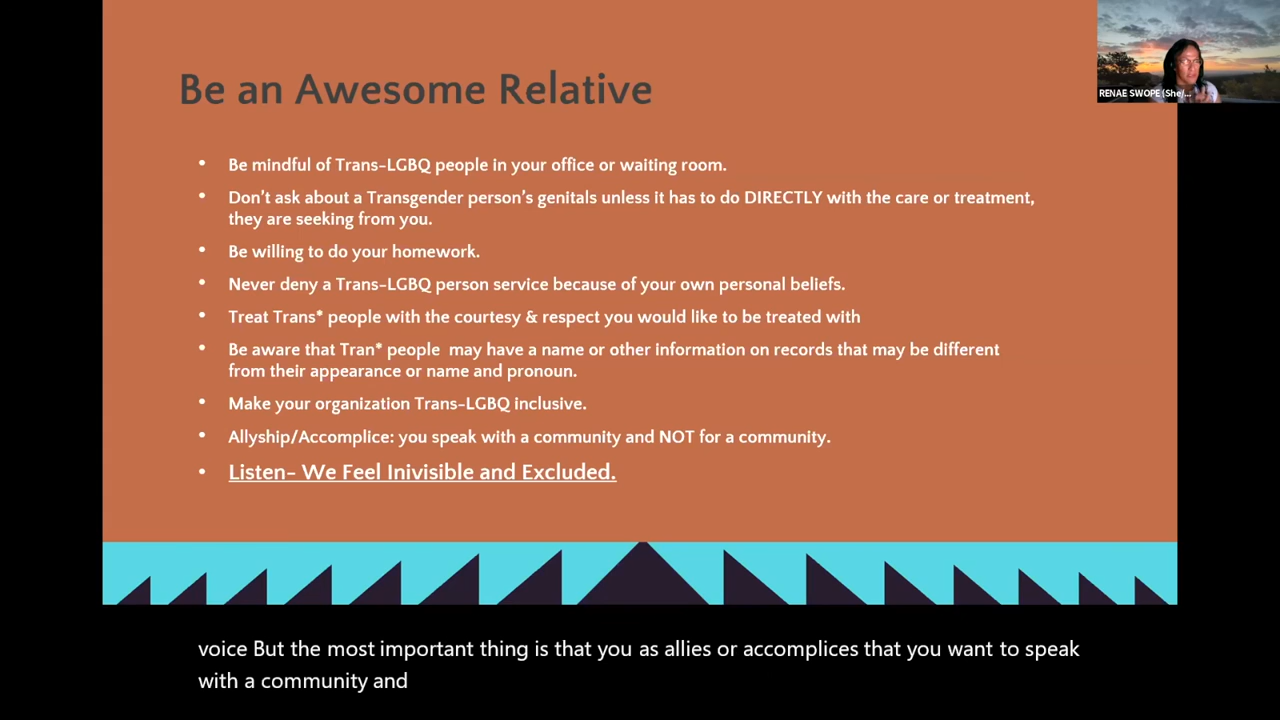 Be an Awesome Relative
RENAE SWOPE (She/...
• Be mindful of Trans-LGBQ people in your office or waiting room.
• Don't ask about a Transgender person's genitals unless it has to do DIRECTLY with the care or treatment,
they are seeking from you.
• Be willing to do your homework.
• Never deny a Trans-LGBQ person service because of your own personal beliefs.
• Treat Trans* people with the courtesy & respect you would like to be treated with
• Be aware that Tran* people  may have a name or other information on records that may be different
from their appearance or name and pronoun.
• Make your organization Trans-LGBQ inclusive.
• Allyship/Accomplice: you speak with a community and NOT for a community.
• Listen- We Feel Inivisible and Excluded.
voice But the most important thing is that you as allies or accomplices that you want to speak
with a community and